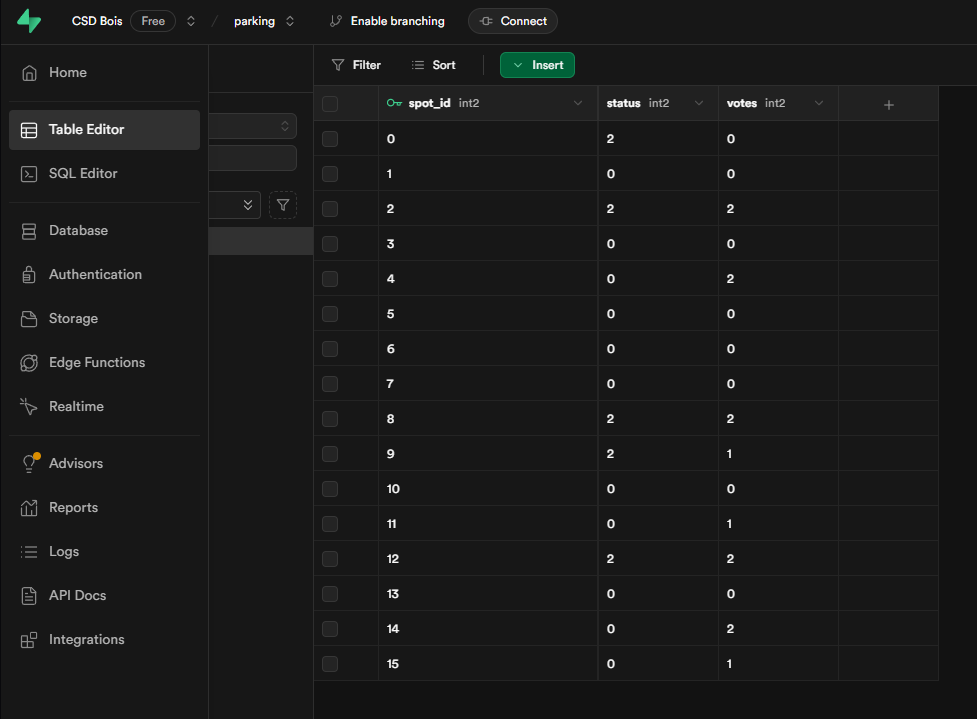 CSD Bois Free / parking Enable branching Connect
Home
Table Editor
SQL Editor
Database
Authentication
Storage
Edge Functions
Realtime
Advisors
Reports
Logs
API Docs
Integrations
Filter Sort Insert
spot_id int2 status int2 votes int2 +
0 2 0
1 0 0
2 2 2
3 0 0
4 0 2
5 0 0
6 0 0
7 0 0
8 2 2
9 2 1
10 0 0
11 0 1
12 2 2
13 0 0
14 0 2
15 0 1